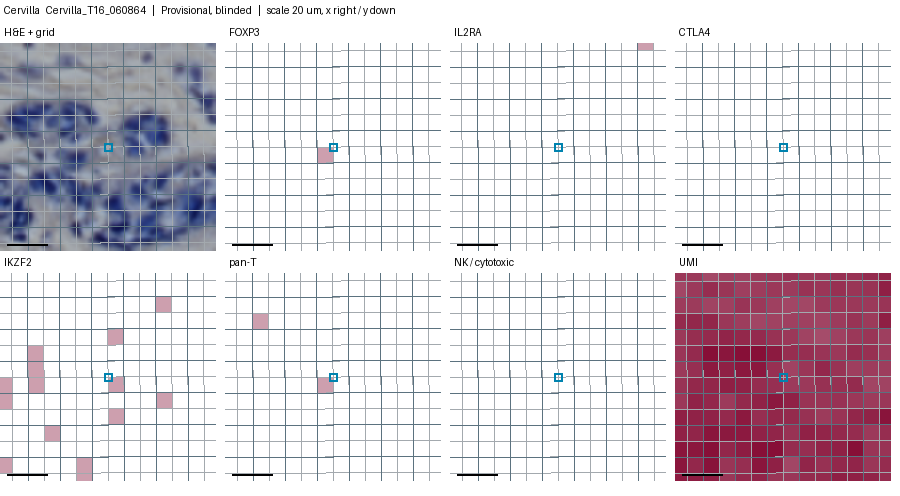 Cervilla Cervilla_T16_060864 | Provisional, blinded | scale 20 um, x right / y down
H&E + grid
FOXP3
IL2RA
CTLA4
IKZF2
pan-T
NK / cytotoxic
UMI